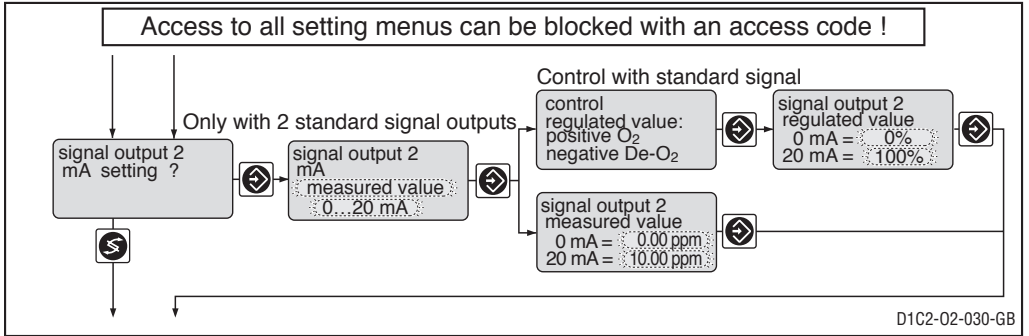 Access to all setting menus can be blocked with an access code !
Control with standard signal
Only with 2 standard signal outputs
signal output 2
mA setting ?
signal output 2
mA
measured value
0...20 mA
control
regulated value:
positive O₂
negative De-O₂
signal output 2
regulated value
0 mA = 0%
20 mA = 100%
signal output 2
measured value
0 mA = 0.00 ppm
20 mA = 10.00 ppm
D1C2-O2-030-GB